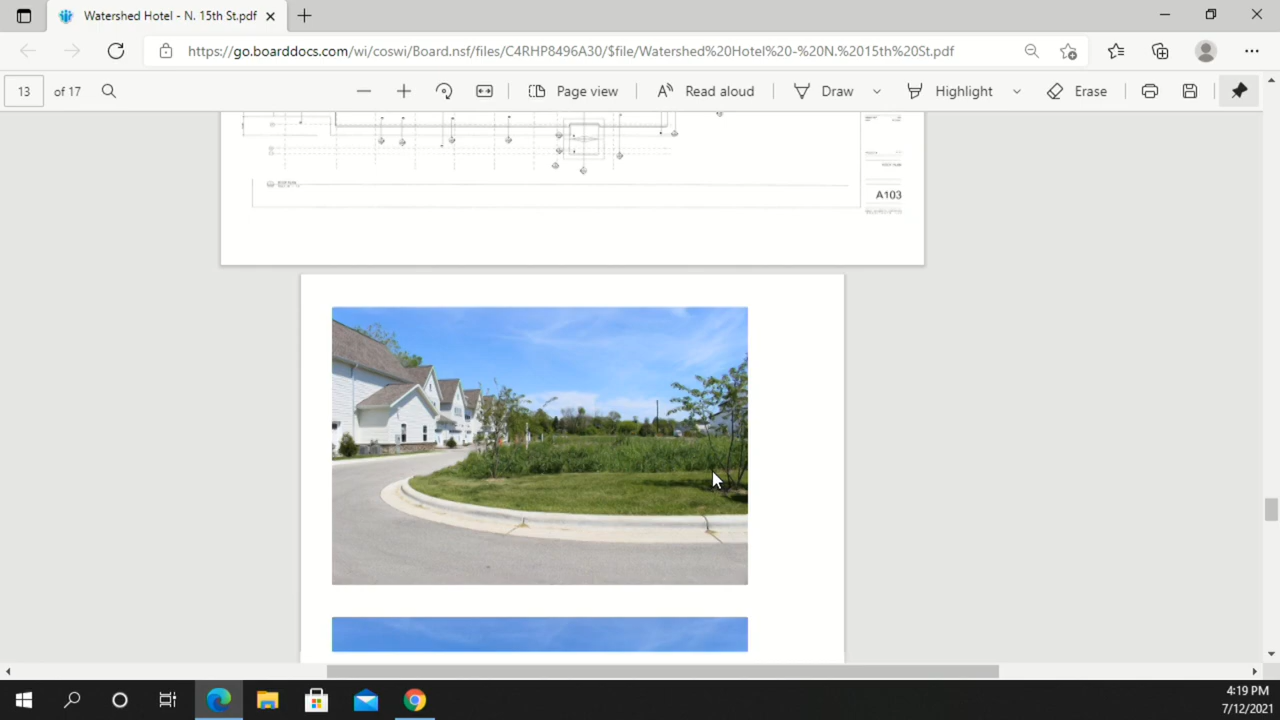 Watershed Hotel - N. 15th St.pdf
https://go.boarddocs.com/wi/coswi/Board.nsf/files/C4RHP8496A30/$file/Watershed%20Hotel%20-%20N.%2015th%20St.pdf
13 of 17 Page view Read aloud Draw Highlight Erase
A103
4:19 PM
7/12/2021